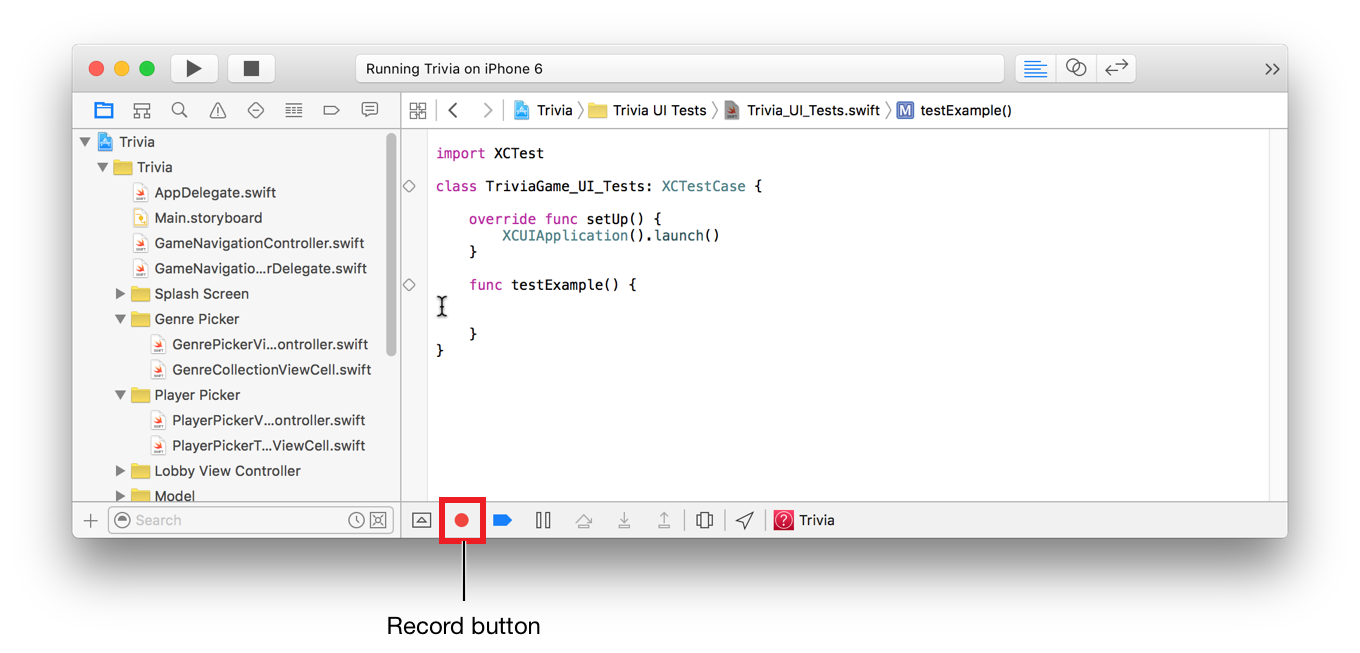 Running Trivia on iPhone 6
Trivia Trivia UI Tests Trivia_UI_Tests.swift M testExample()
Trivia
Trivia
AppDelegate.swift
Main.storyboard
GameNavigationController.swift
GameNavigatio...rDelegate.swift
Splash Screen
Genre Picker
GenrePickerVi...ontroller.swift
GenreCollectionViewCell.swift
Player Picker
PlayerPickerV...ontroller.swift
PlayerPickerT...ViewCell.swift
Lobby View Controller
Model
Search
import XCTest
class TriviaGame_UI_Tests: XCTestCase {
override func setUp() {
XCUIApplication().launch()
}
func testExample() {
}
}
? Trivia
Record button